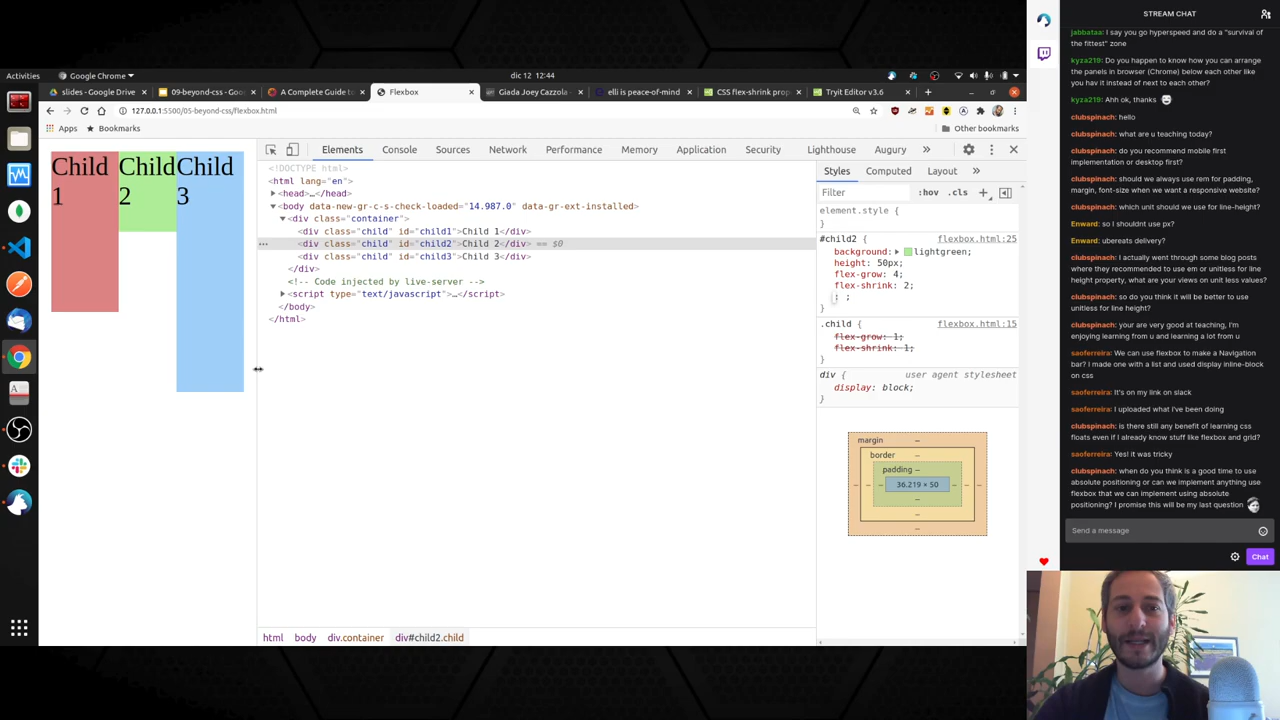 Activities
Google Chrome
dic 12 12:44
slides - Google Drive
09-beyond-css - Goo
A Complete Guide to
Flexbox
Giada Joey Cazzola -
elli is peace-of-mind
CSS flex-shrink prop
Tryit Editor v3.6
127.0.0.1:5500/05-beyond-css/flexbox.html
Apps
Bookmarks
Other bookmarks
Child
1
Child
2
Child
3
Elements
Console
Sources
Network
Performance
Memory
Application
Security
Lighthouse
Augury
<!DOCTYPE html>
<html lang="en">
<head>…</head>
<body data-new-gr-c-s-check-loaded="14.987.0" data-gr-ext-installed>
<div class="container">
<div class="child" id="child1">Child 1</div>
<div class="child" id="child2">Child 2</div> == $0
<div class="child" id="child3">Child 3</div>
</div>
<!-- Code injected by live-server -->
<script type="text/javascript">…</script>
</body>
</html>
html body div.container div#child2.child
Styles
Computed
Layout
Filter
:hov .cls
element.style {
}
#child2 { flexbox.html:25
background: lightgreen;
height: 50px;
flex-grow: 4;
flex-shrink: 2;
: ;
}
.child { flexbox.html:15
flex-grow: 1;
flex-shrink: 1;
}
div { user agent stylesheet
display: block;
}
margin –
border –
padding –
– – – 36.219 × 50 – – –
–
–
–
STREAM CHAT
jabbataa: I say you go hyperspeed and do a "survival of
the fittest" zone
kyza219: Do you happen to know how you can arrange
the panels in browser (Chrome) below each other like
you hav it instead of next to each other?
kyza219: Ahh ok, thanks
clubspinach: hello
clubspinach: what are u teaching today?
clubspinach: do you recommend mobile first
implementation or desktop first?
clubspinach: should we always use rem for padding,
margin, font-size when we want a responsive website?
clubspinach: which unit should we use for line-height?
Enward: so I shouldnt use px?
Enward: ubereats delivery?
clubspinach: I actually went through some blog posts
where they recommended to use em or unitless for line
height property, what are your views on unit less values?
clubspinach: so do you think it will be better to use
unitless for line height?
clubspinach: your are very good at teaching, I'm
enjoying learning from u and learning a lot from u
saoferreira: We can use flexbox to make a Navigation
bar? I made one with a list and used display inline-block
on css
saoferreira: It's on my link on slack
saoferreira: I uploaded what I've been doing
clubspinach: is there still any benefit of learning css
floats even if I already know stuff like flexbox and grid?
saoferreira: Yes! it was tricky
clubspinach: when do you think is a good time to use
absolute positioning or can we implement anything use
flexbox that we can implement using absolute
positioning? I promise this will be my last question
Send a message
Chat